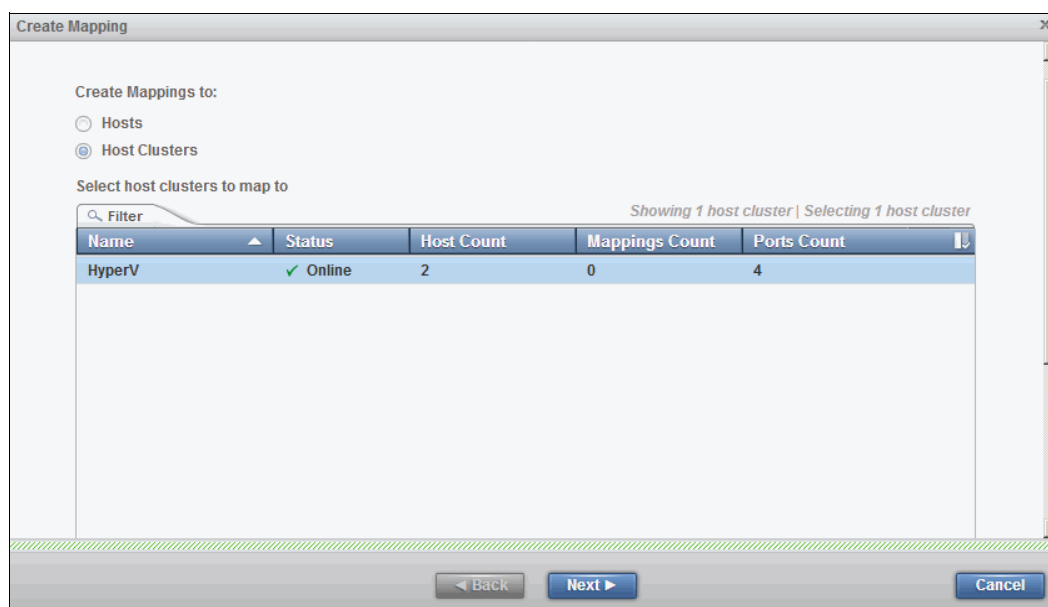 Create Mapping
Create Mappings to:
Hosts
Host Clusters
Select host clusters to map to
Filter
Showing 1 host cluster | Selecting 1 host cluster
Name Status Host Count Mappings Count Ports Count
HyperV Online 2 0 4
Back Next Cancel